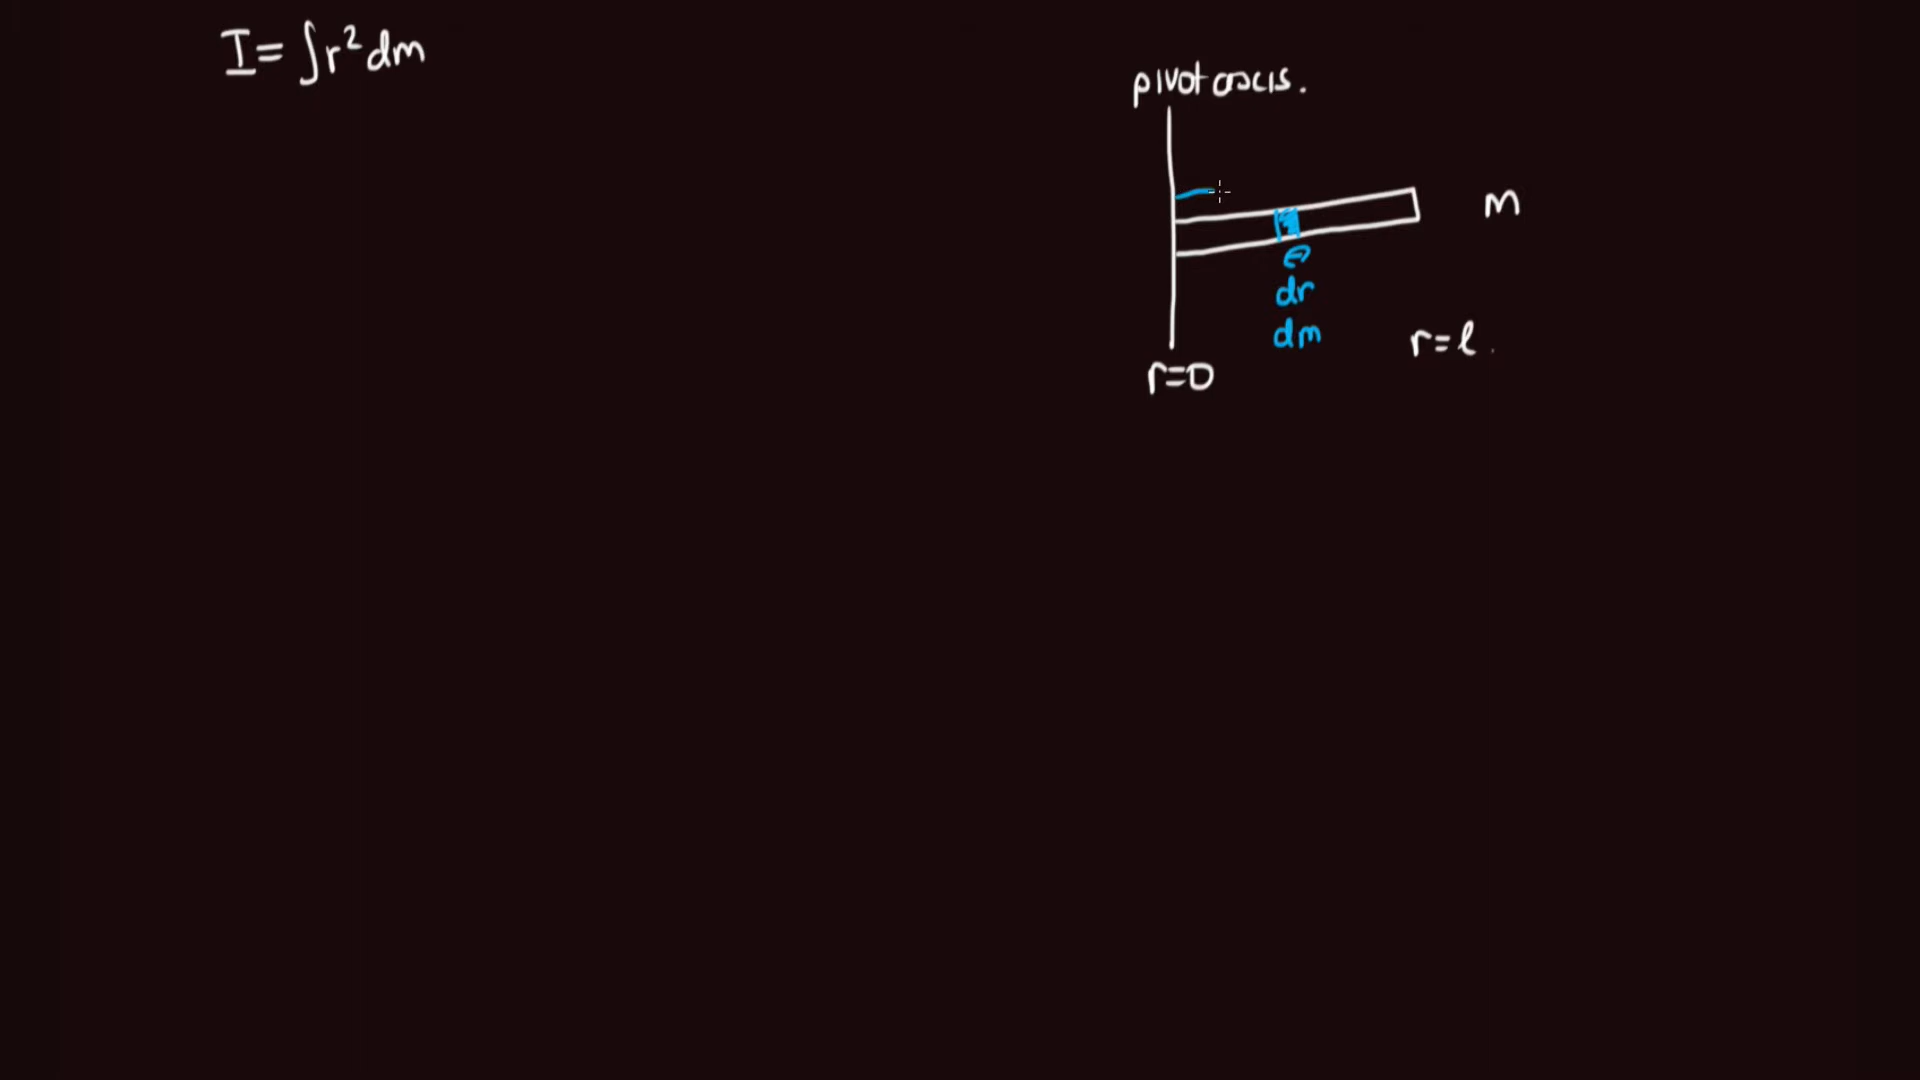 I = ∫r²dm
pivot axis.
m
dr
dm
r=l.
r=0